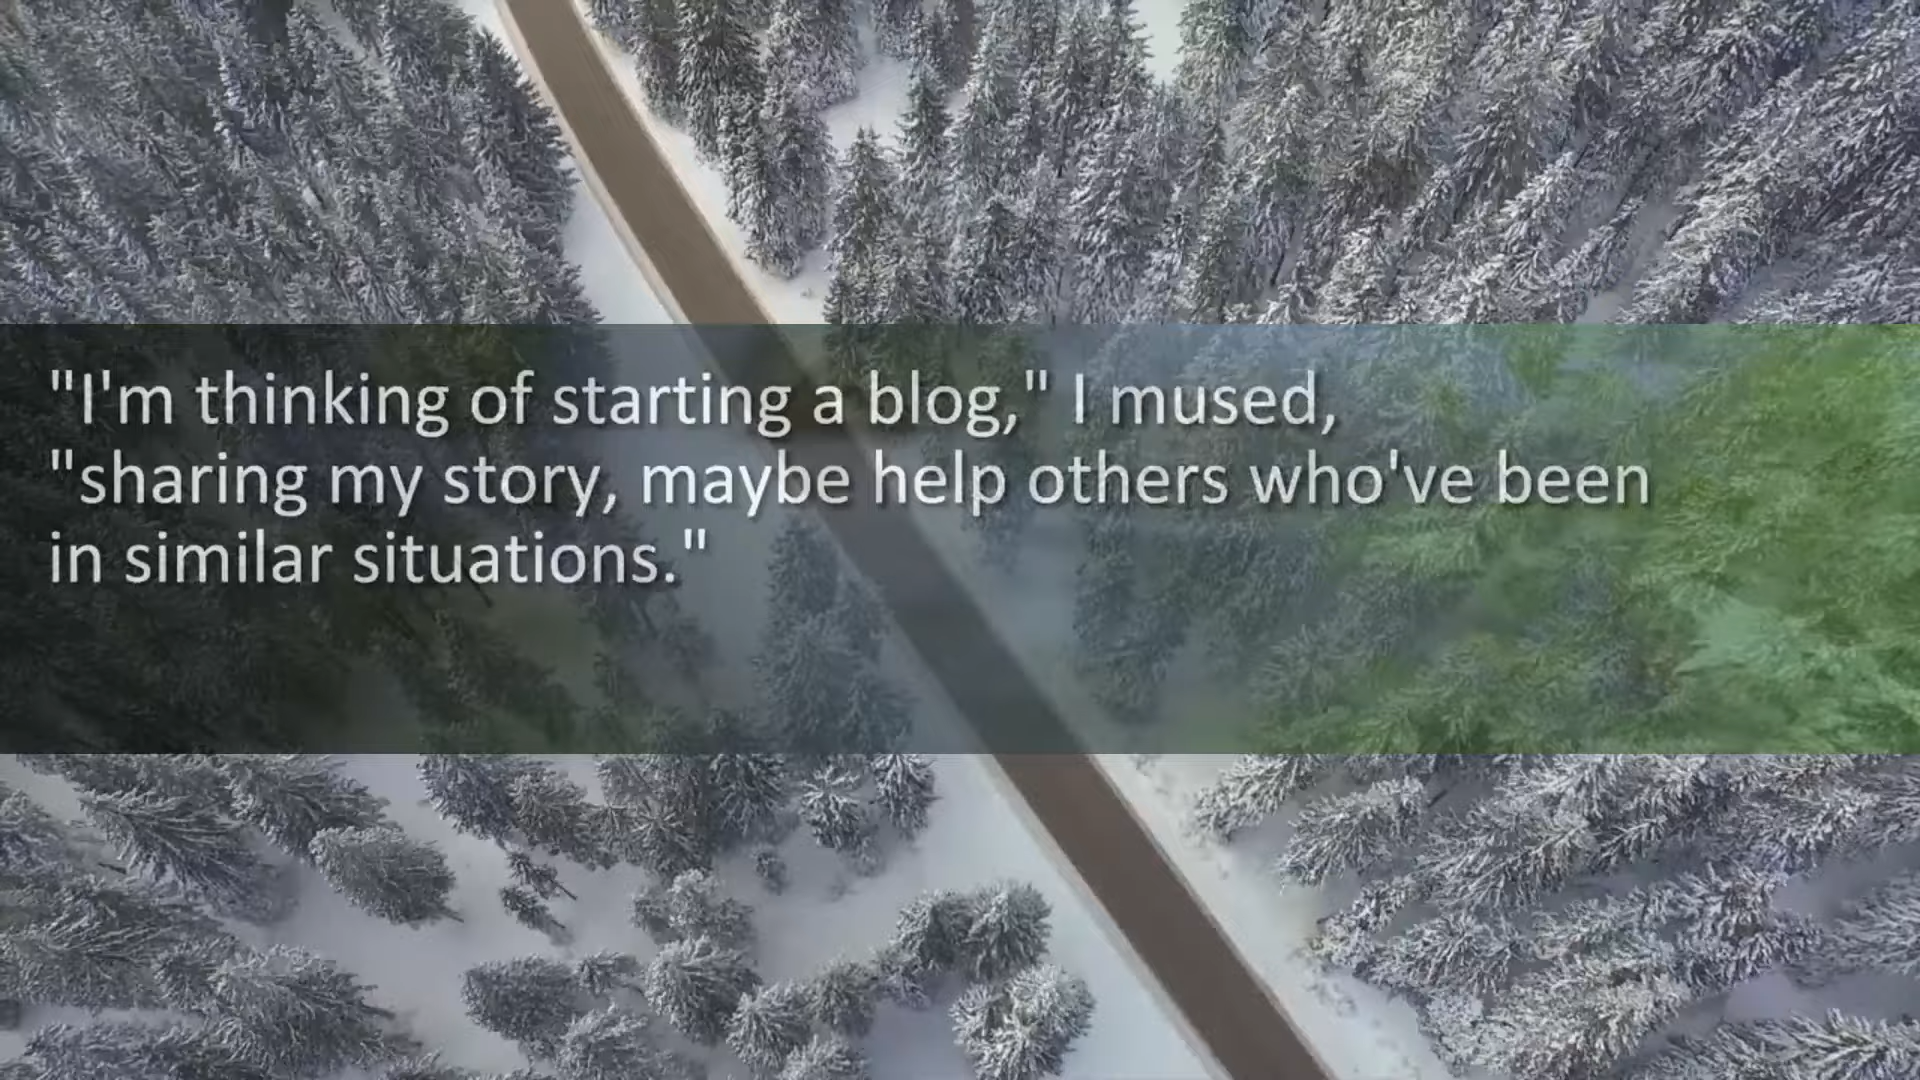 "I'm thinking of starting a blog," I mused,
"sharing my story, maybe help others who've been
in similar situations."